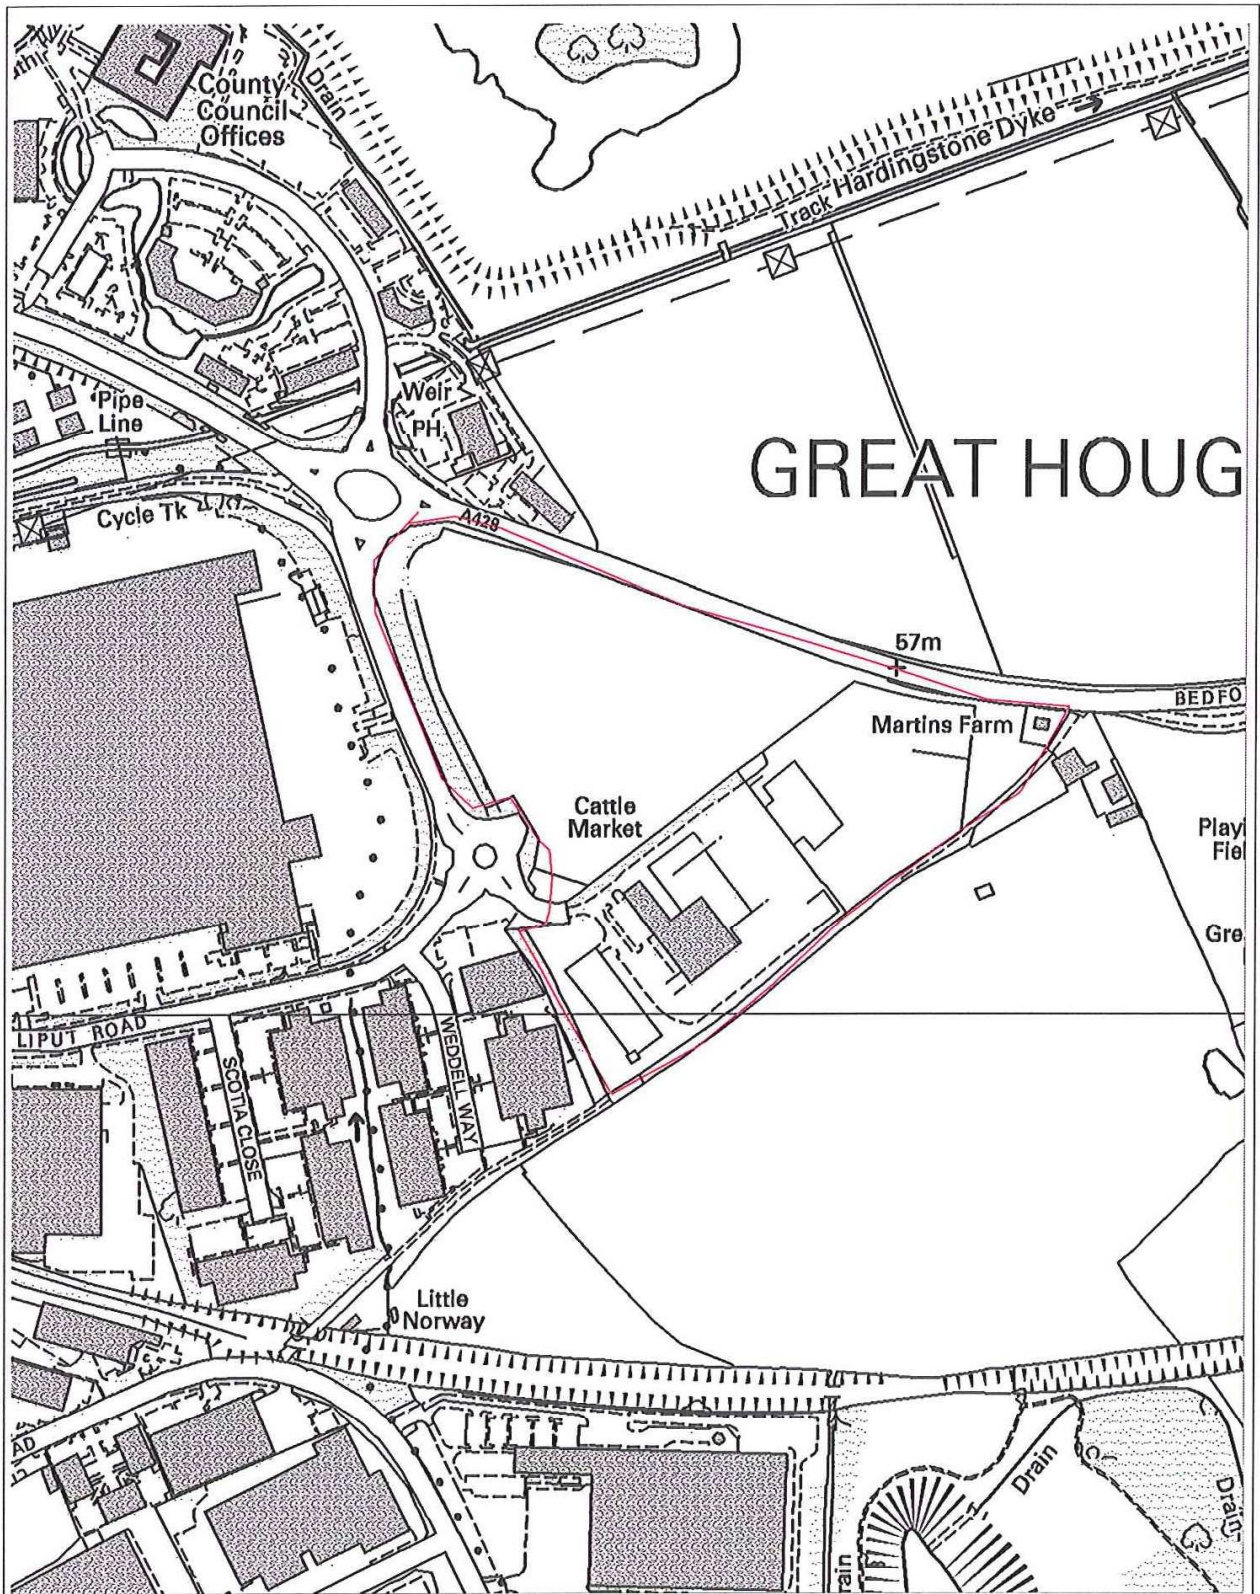 County
Council
Offices
Drain
Track
Hardingstone Dyke
Pipe
Line
Weir
PH
GREAT HOUG
Cycle Tk
A428
57m
BEDFO
Martins Farm
Cattle
Market
Playi
Fiel
Gre
LIPUT ROAD
WEDDELL WAY
SCOTIA CLOSE
Little
Norway
AD
Drain
Drain
rain